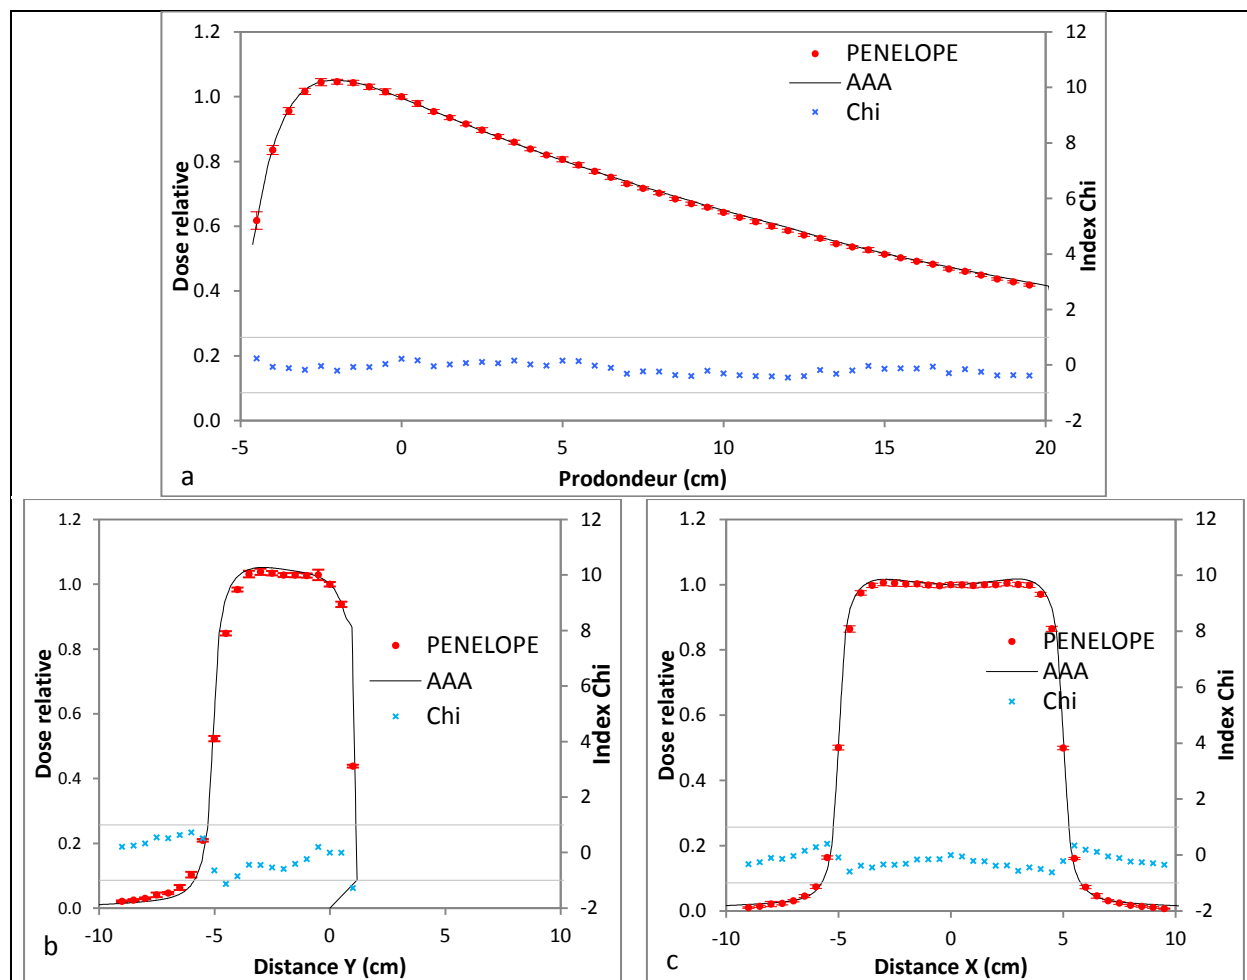 1.2
1.0
0.8
0.6
0.4
0.2
0.0
Dose relative
12
10
8
6
4
2
0
-2
Index Chi
PENELOPE
AAA
Chi
-5 0 5 10 15 20
Prodondeur (cm)
a
1.2
1.0
0.8
0.6
0.4
0.2
0.0
Dose relative
12
10
8
6
4
2
0
-2
Index Chi
PENELOPE
AAA
Chi
-10 -5 0 5 10
Distance Y (cm)
b
1.2
1.0
0.8
0.6
0.4
0.2
0.0
Dose relative
12
10
8
6
4
2
0
-2
Index Chi
PENELOPE
AAA
Chi
-10 -5 0 5 10
Distance X (cm)
c